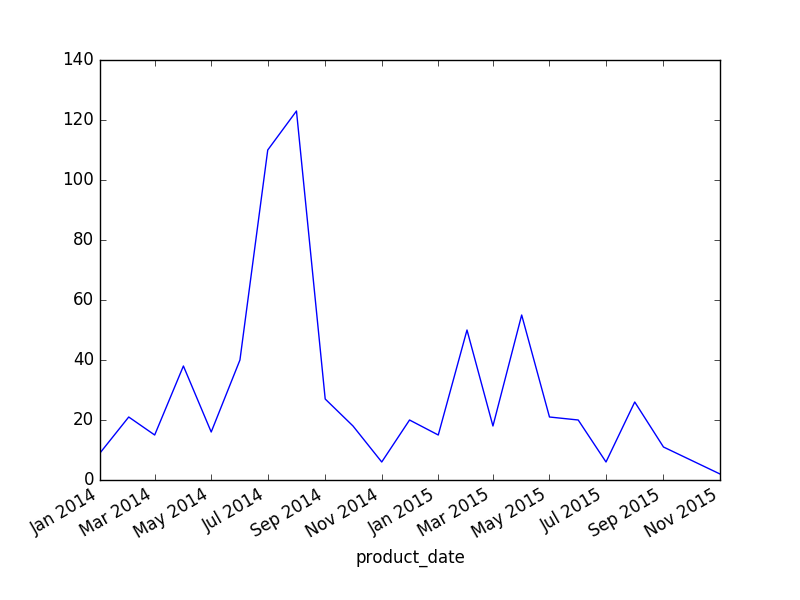 140
120
100
80
60
40
20
0
Jan 2014
Mar 2014
May 2014
Jul 2014
Sep 2014
Nov 2014
Jan 2015
Mar 2015
May 2015
Jul 2015
Sep 2015
Nov 2015
product_date